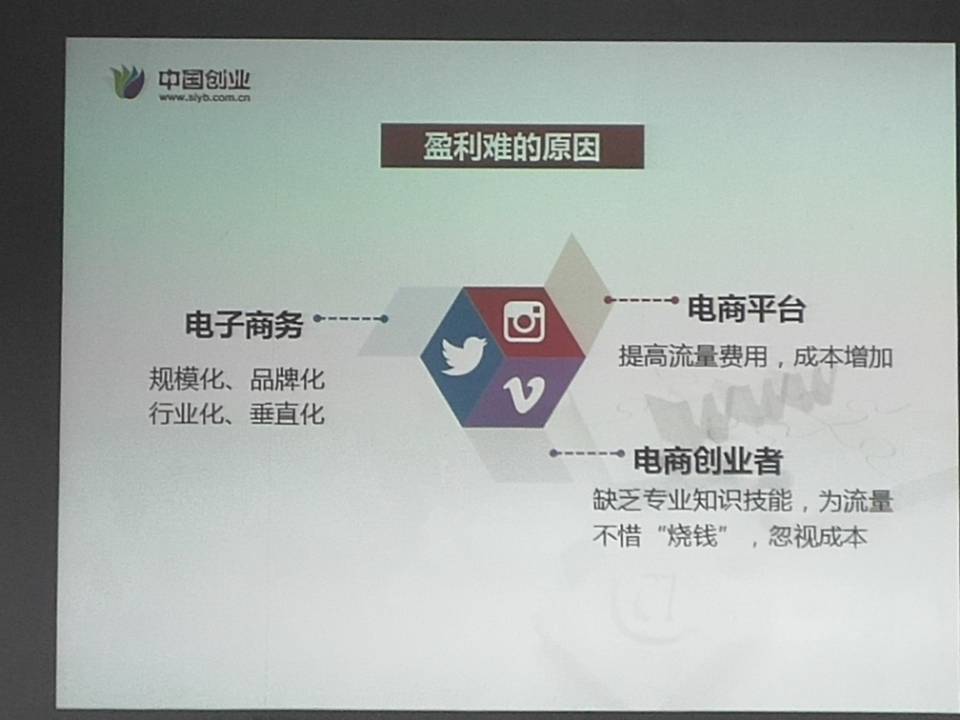 中国创业
www.siyb.com.cn
盈利难的原因
电子商务
规模化、品牌化
行业化、垂直化
电商平台
提高流量费用，成本增加
电商创业者
缺乏专业知识技能，为流量
不惜“烧钱”，忽视成本